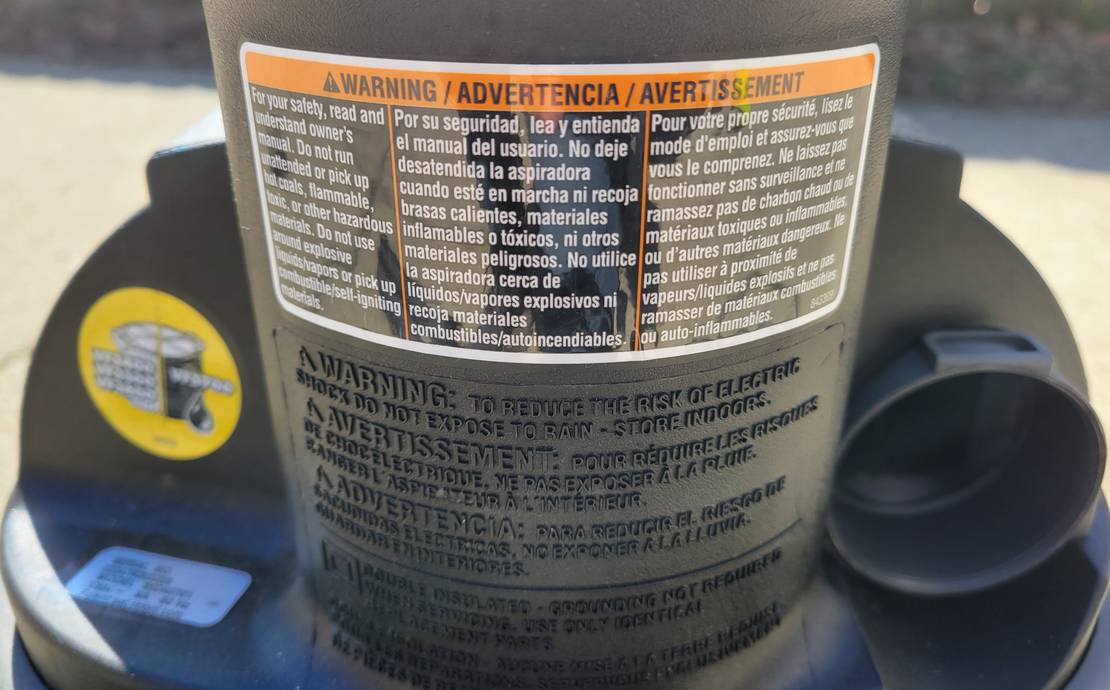 WARNING / ADVERTENCIA / AVERTISSEMENT
For your safety, read and
understand owner's
manual. Do not run
unattended or pick up
hot coals, flammable,
toxic, or other hazardous
materials. Do not use
around explosive
liquids/vapors or pick up
combustible/self-igniting
materials.
Por su seguridad, lea y entienda
el manual del usuario. No deje
desatendida la aspiradora
cuando esté en marcha ni recoja
brasas calientes, materiales
inflamables o tóxicos, ni otros
materiales peligrosos. No utilice
la aspiradora cerca de
líquidos/vapores explosivos ni
recoja materiales
combustibles/autoincendiables.
Pour votre propre sécurité, lisez le
mode d'emploi et assurez-vous que
vous le comprenez. Ne laissez pas
fonctionner sans surveillance et ne
ramassez pas de charbon chaud ou de
matériaux toxiques ou inflammables,
ou d'autres matériaux dangereux. Ne
pas utiliser à proximité de
vapeurs/liquides explosifs et ne pas
ramasser de matériaux combustibles
ou auto-inflammables.
WARNING: TO REDUCE THE RISK OF ELECTRIC
SHOCK DO NOT EXPOSE TO RAIN - STORE INDOORS.
AVERTISSEMENT: POUR RÉDUIRE LES RISQUES
DE CHOC ÉLECTRIQUE, NE PAS EXPOSER À LA PLUIE.
RANGER L'ASPIRATEUR À L'INTÉRIEUR.
ADVERTENCIA: PARA REDUCIR EL RIESGO DE
SACUDIDAS ELECTRICAS, NO EXPONER A LA LLUVIA.
GUARDAR EN INTERIORES.
DOUBLE INSULATED - GROUNDING NOT REQUIRED
WHEN SERVICING. USE ONLY IDENTICAL
PARTS